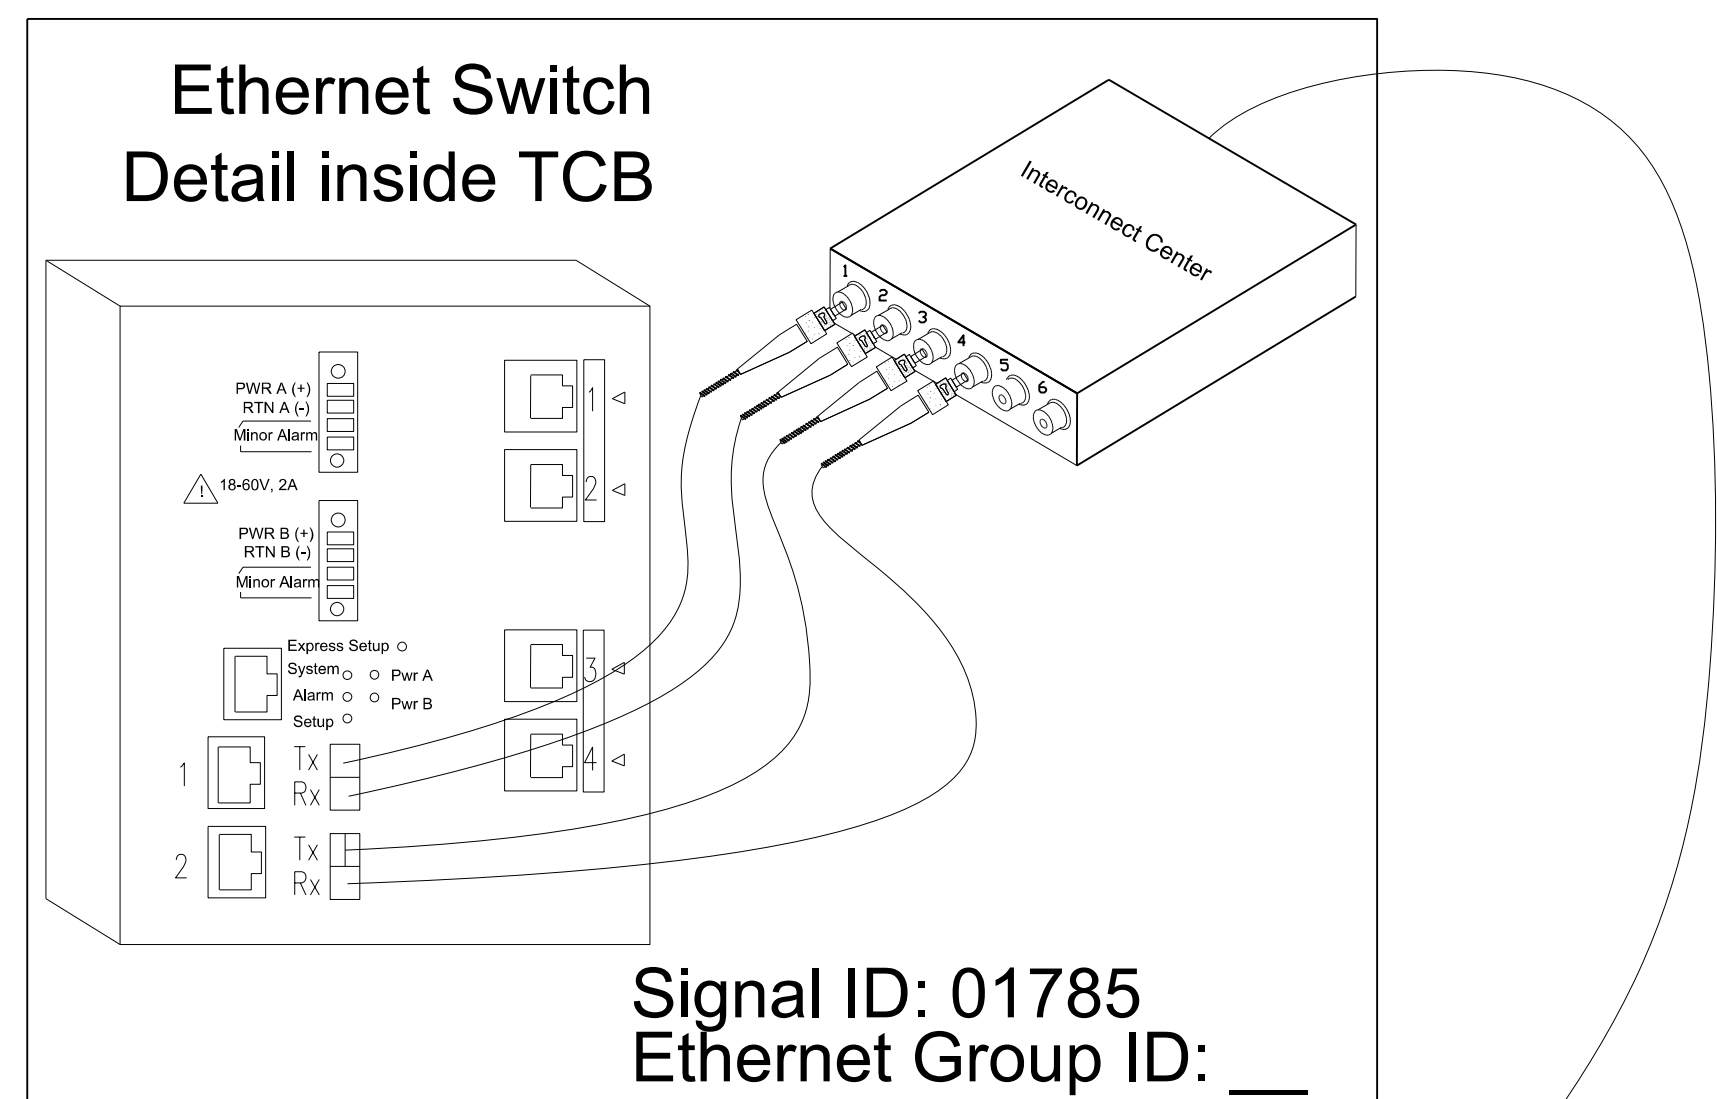 Ethernet Switch
Detail inside TCB
Interconnect Center
1
2
3
4
5
6
PWR A (+)
RTN A (-)
Minor Alarm
! 18-60V, 2A
PWR B (+)
RTN B (-)
Minor Alarm
1
2
3
4
Express Setup
System
Pwr A
Alarm
Pwr B
Setup
1
Tx
Rx
2
Tx
Rx
Signal ID: 01785
Ethernet Group ID: __